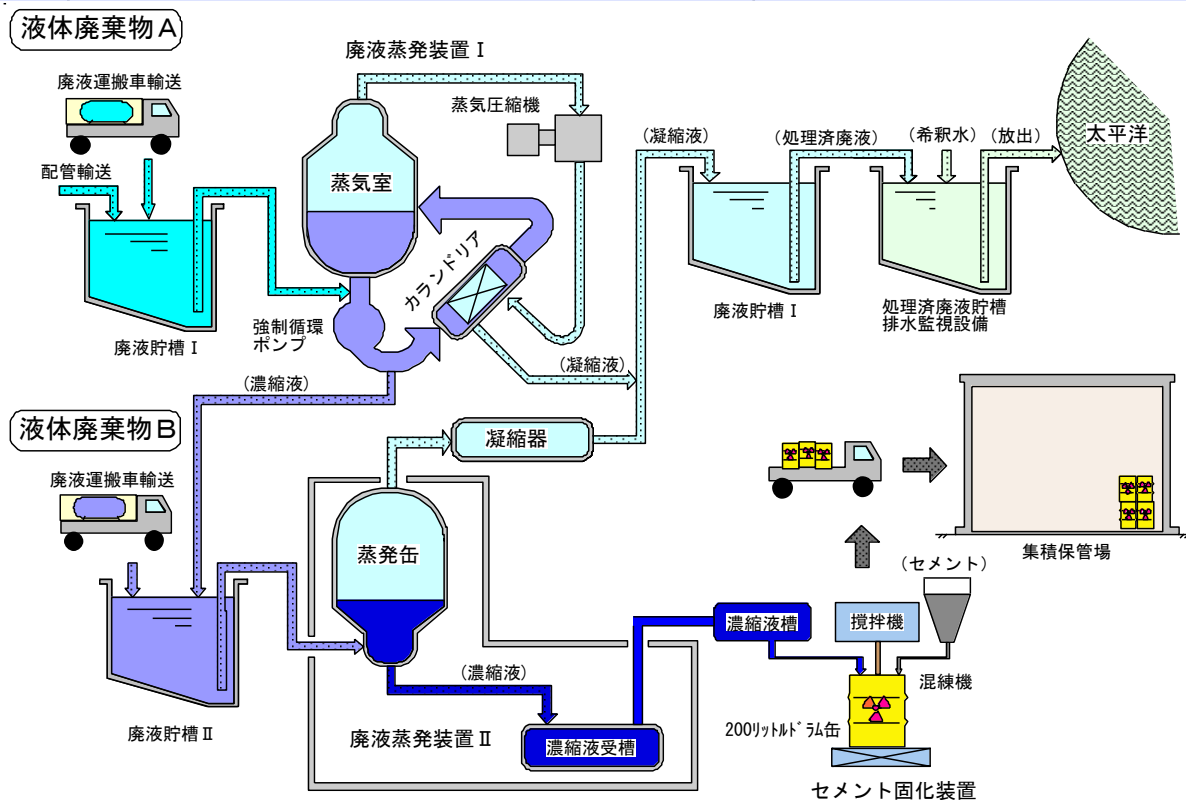 液体廃棄物A
廃液運搬車輸送
配管輸送
廃液貯槽Ⅰ
廃液蒸発装置Ⅰ
蒸気圧縮機
蒸気室
カランドリア
強制循環
ポンプ
(濃縮液)
(凝縮液)
(凝縮液)
(処理済廃液)
(希釈水)
(放出)
太平洋
廃液貯槽Ⅰ
処理済廃液貯槽
排水監視設備
液体廃棄物B
廃液運搬車輸送
廃液貯槽Ⅱ
凝縮器
蒸発缶
(濃縮液)
廃液蒸発装置Ⅱ
濃縮液受槽
濃縮液槽
撹拌機
(セメント)
混練機
200リットルドラム缶
セメント固化装置
集積保管場